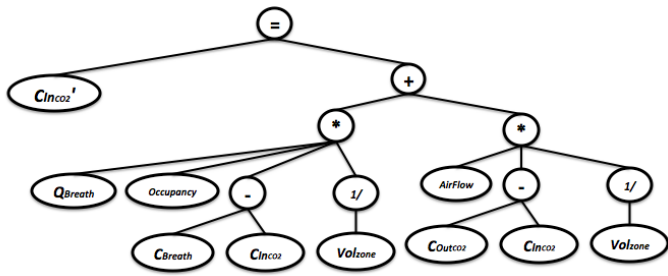 =
CInCO2'
+
* *
QBreath Occupancy - 1/ AirFlow - 1/
CBreath CInCO2 Volzone COutCO2 CInCO2 Volzone